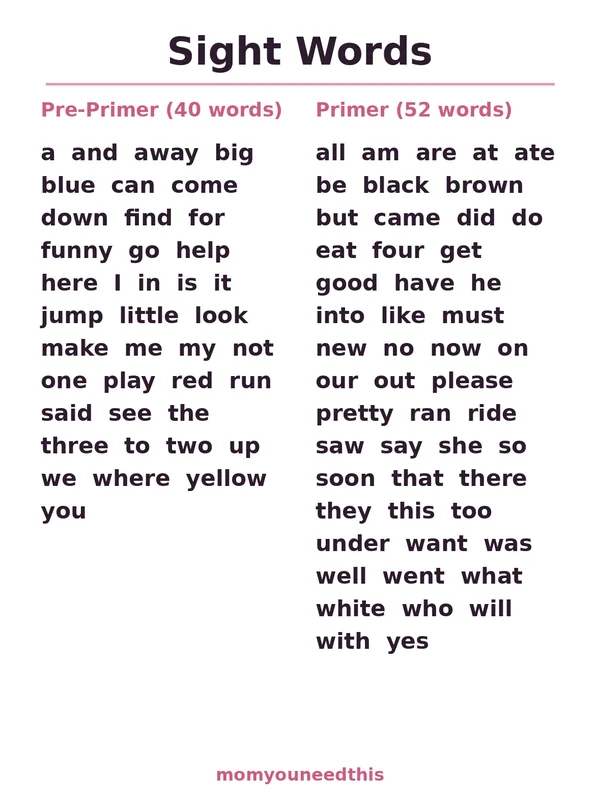 Sight Words
Pre-Primer (40 words)
a and away big
blue can come
down find for
funny go help
here I in is it
jump little look
make me my not
one play red run
said see the
three to two up
we where yellow
you
Primer (52 words)
all am are at ate
be black brown
but came did do
eat four get
good have he
into like must
new no now on
our out please
pretty ran ride
saw say she so
soon that there
they this too
under want was
well went what
white who will
with yes
momyouneedthis